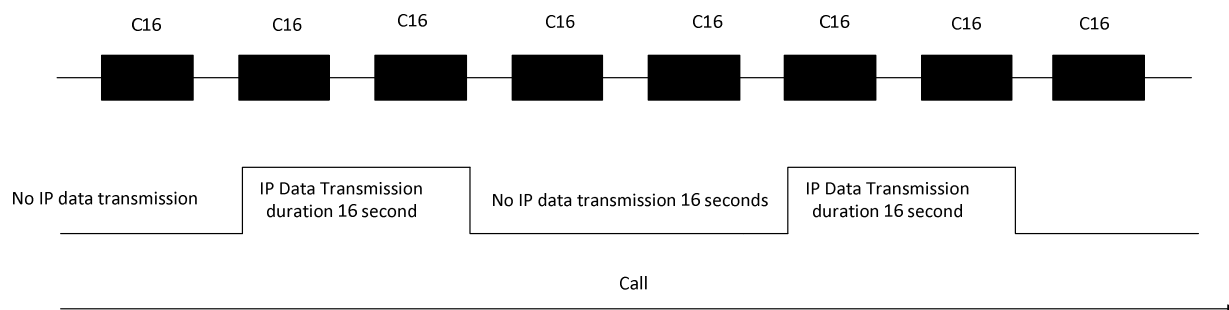 C16 C16 C16 C16 C16 C16 C16 C16
No IP data transmission
IP Data Transmission
duration 16 second
No IP data transmission 16 seconds
IP Data Transmission
duration 16 second
Call